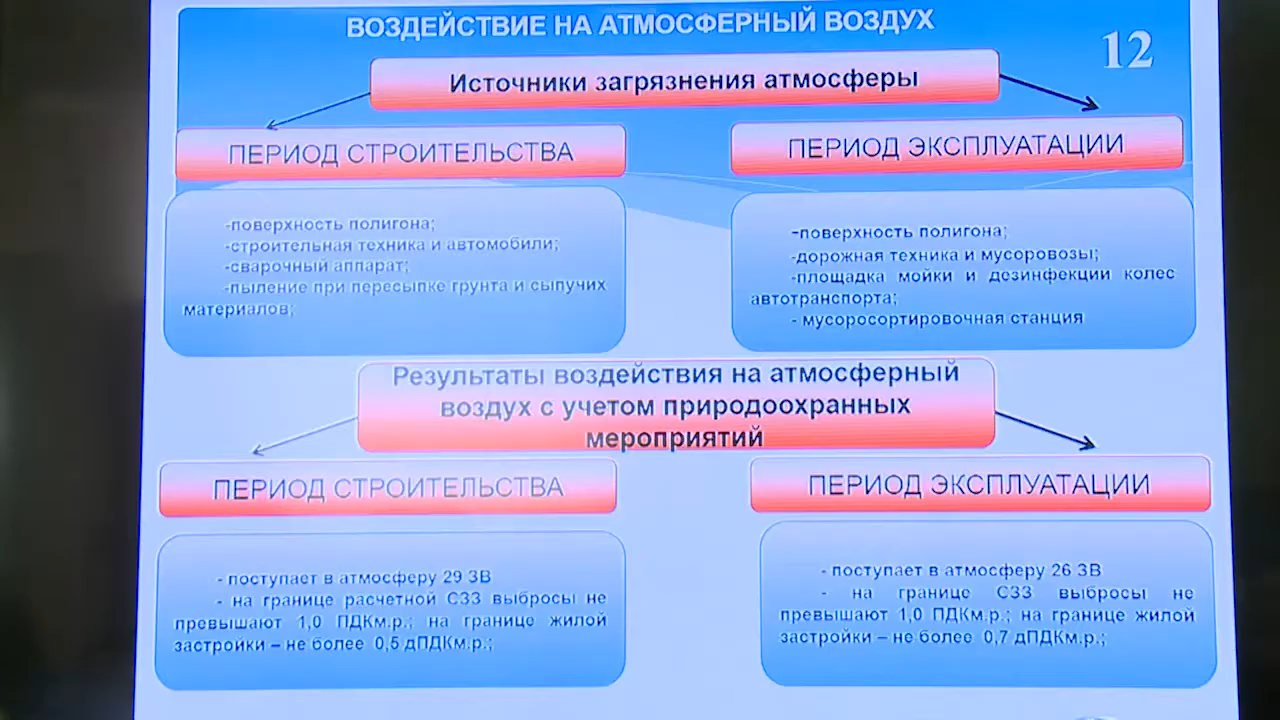 ВОЗДЕЙСТВИЕ НА АТМОСФЕРНЫЙ ВОЗДУХ
12
Источники загрязнения атмосферы
ПЕРИОД СТРОИТЕЛЬСТВА
-поверхность полигона;
-строительная техника и автомобили;
-сварочный аппарат;
-пыление при пересыпке грунта и сыпучих
материалов;
ПЕРИОД ЭКСПЛУАТАЦИИ
-поверхность полигона;
-дорожная техника и мусоровозы;
-площадка мойки и дезинфекции колес
автотранспорта;
- мусоросортировочная станция
Результаты воздействия на атмосферный
воздух с учетом природоохранных
мероприятий
ПЕРИОД СТРОИТЕЛЬСТВА
- поступает в атмосферу 29 ЗВ
- на границе расчетной СЗЗ выбросы не
превышают 1,0 ПДКм.р.; на границе жилой
застройки – не более 0,5 дПДКм.р.;
ПЕРИОД ЭКСПЛУАТАЦИИ
- поступает в атмосферу 26 ЗВ
- на границе СЗЗ выбросы не
превышают 1,0 ПДКм.р.; на границе жилой
застройки – не более 0,7 дПДКм.р.;